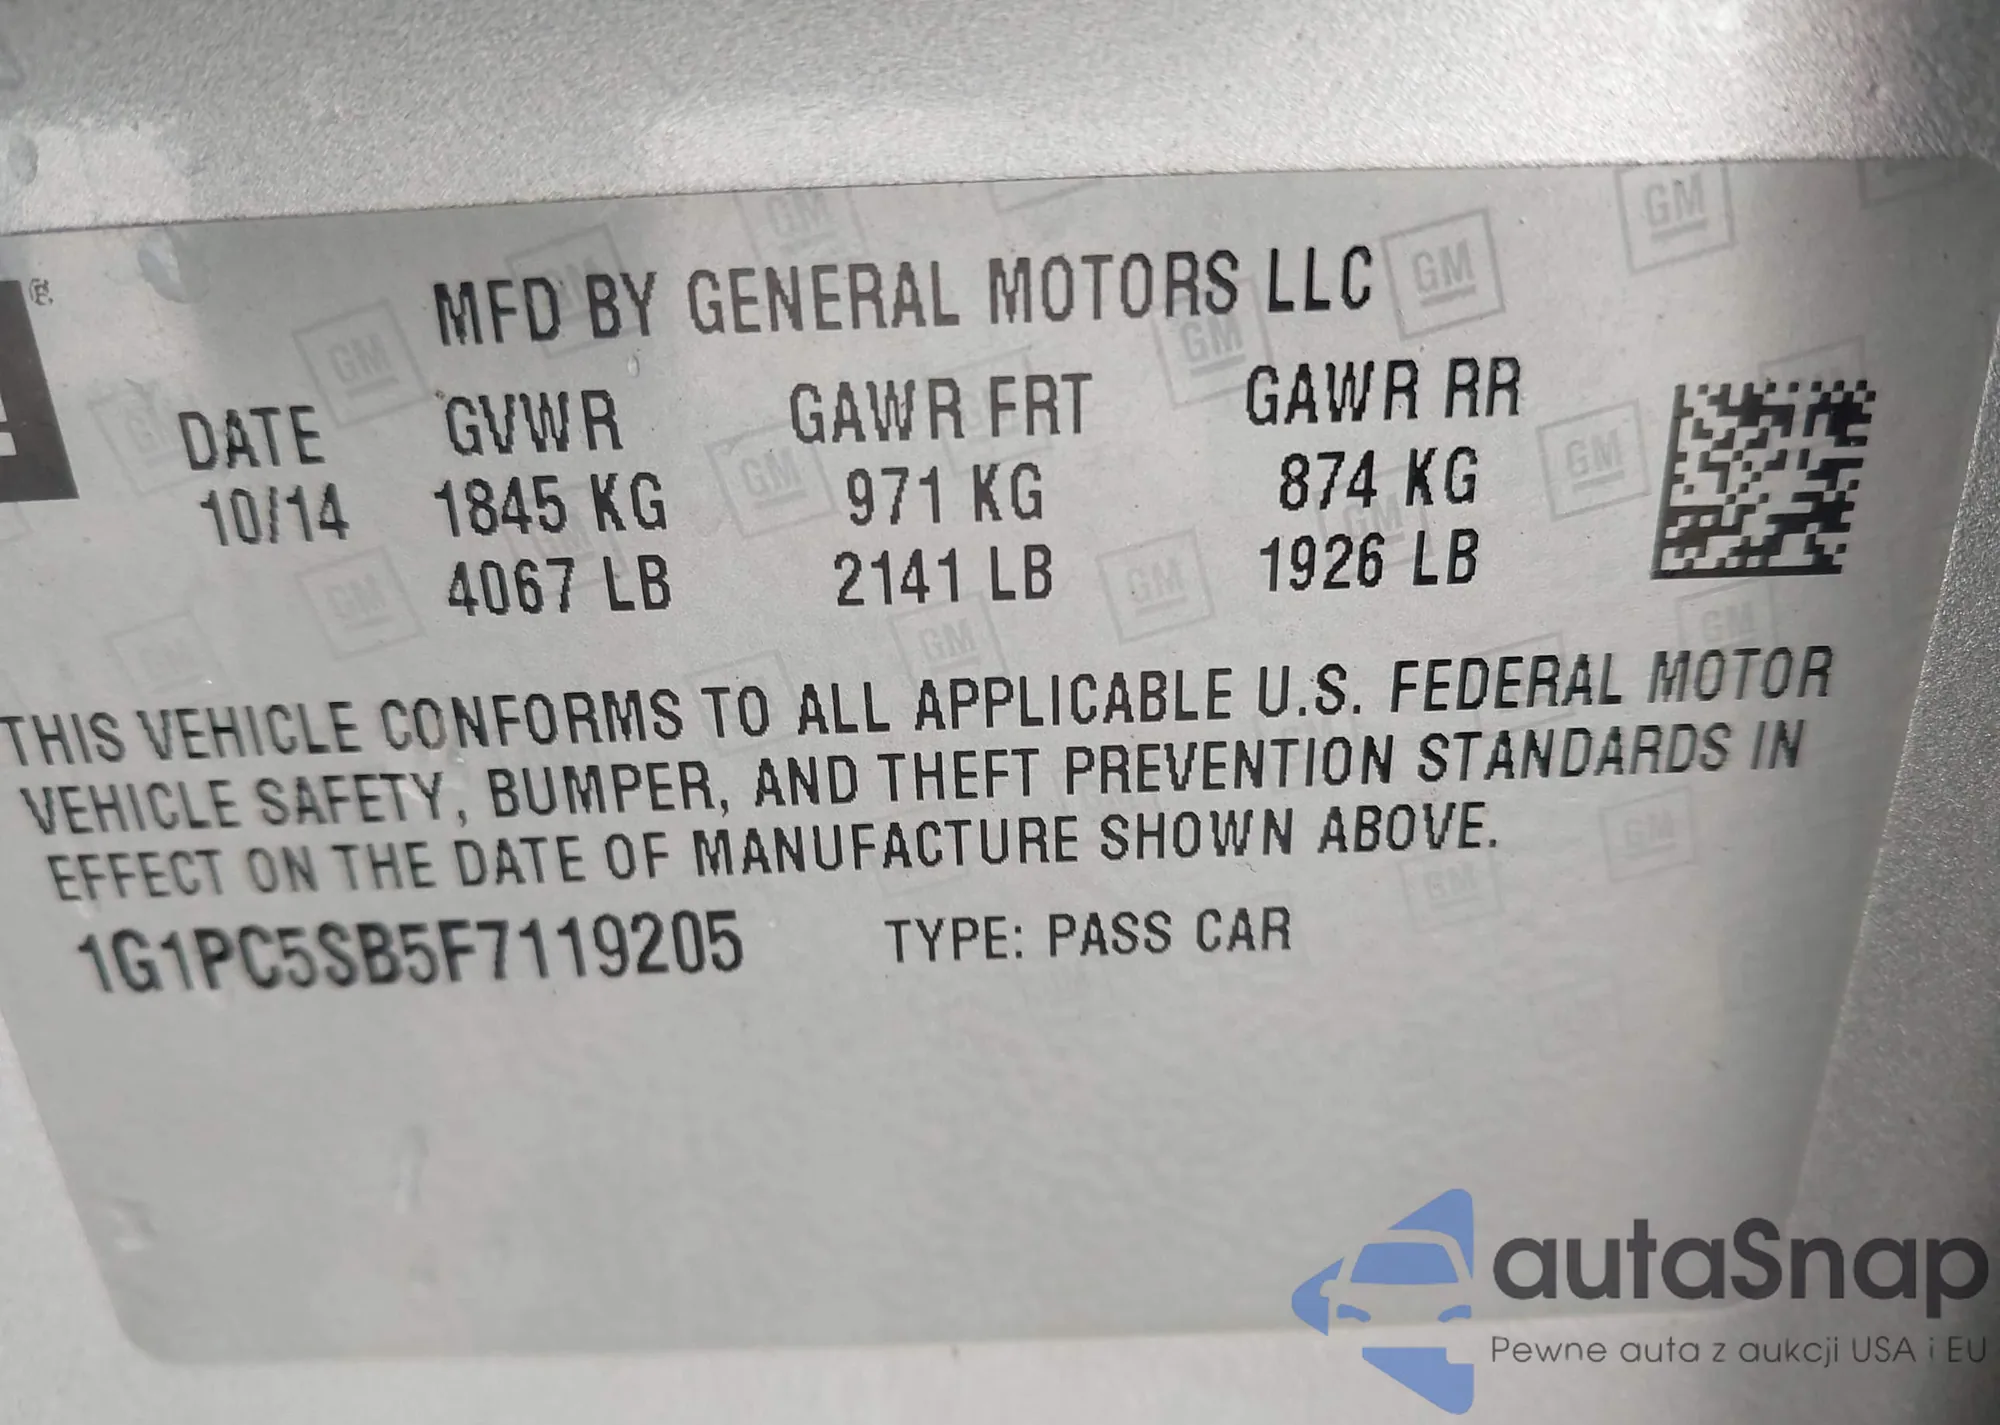 MFD BY GENERAL MOTORS LLC
DATE GVWR GAWR FRT GAWR RR
10/14 1845 KG 971 KG 874 KG
4067 LB 2141 LB 1926 LB
THIS VEHICLE CONFORMS TO ALL APPLICABLE U.S. FEDERAL MOTOR
VEHICLE SAFETY, BUMPER, AND THEFT PREVENTION STANDARDS IN
EFFECT ON THE DATE OF MANUFACTURE SHOWN ABOVE.
1G1PC5SB5F7119205 TYPE: PASS CAR
autaSnap
Pewne auta z aukcji USA i EU